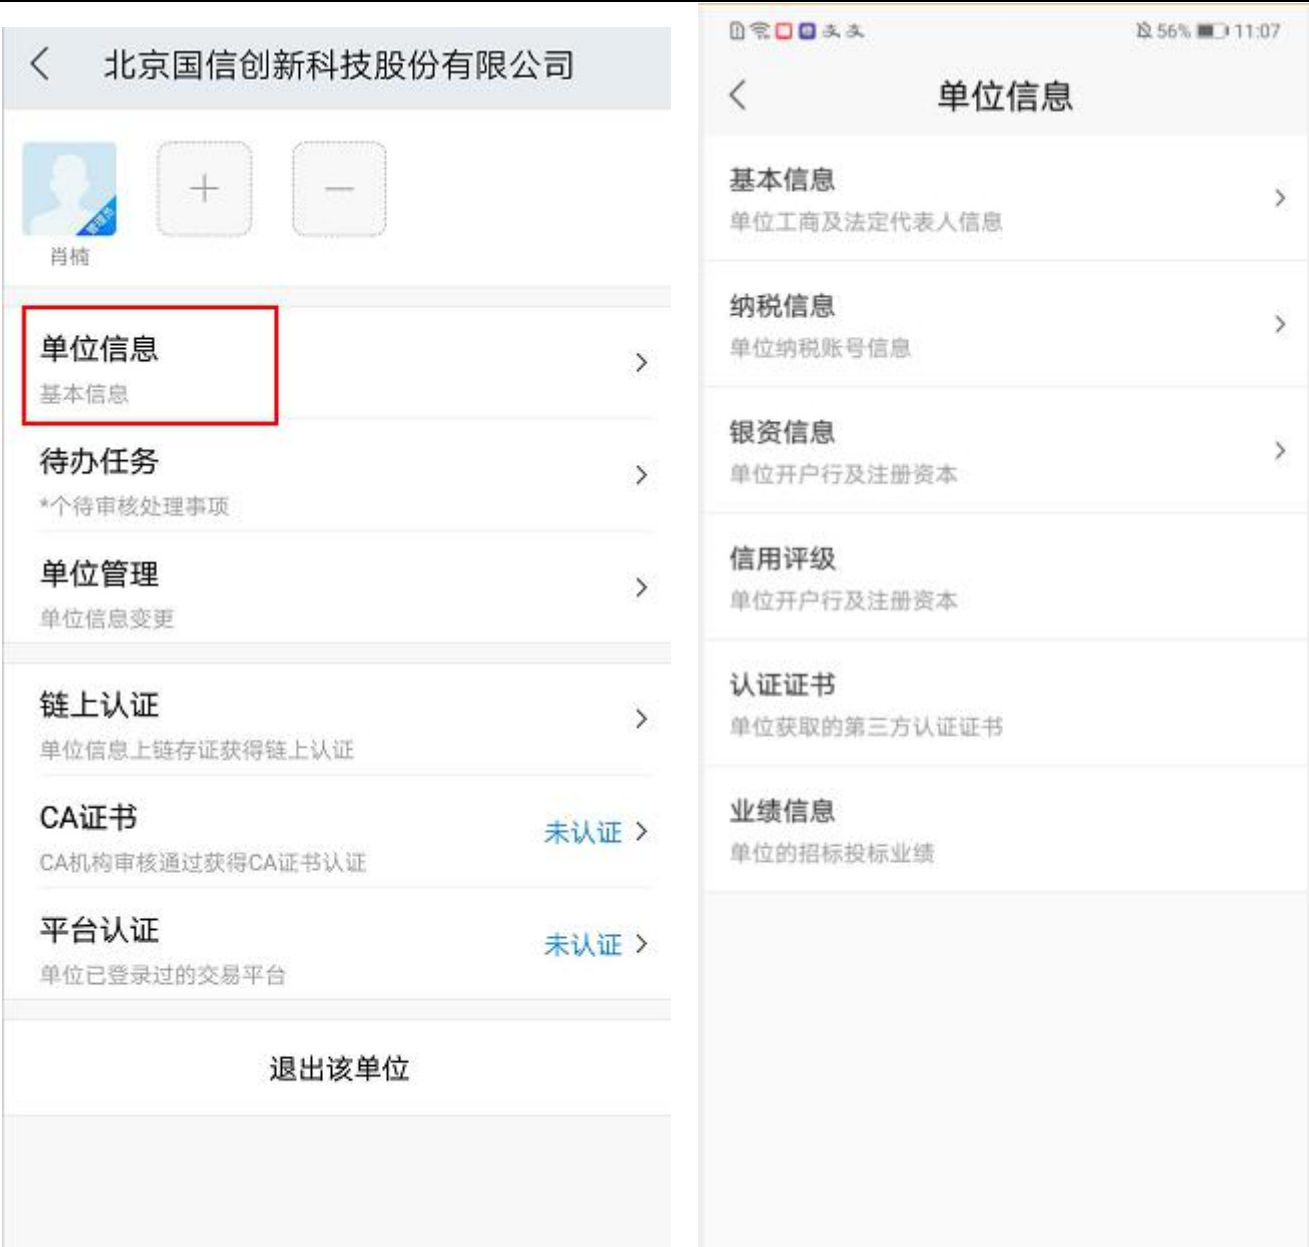 北京国信创新科技股份有限公司
管理员
肖楠
单位信息
基本信息
待办任务
*个待审核处理事项
单位管理
单位信息变更
链上认证
单位信息上链存证获得链上认证
CA证书
未认证
CA机构审核通过获得CA证书认证
平台认证
未认证
单位已登录过的交易平台
退出该单位
56% 11:07
单位信息
基本信息
单位工商及法定代表人信息
纳税信息
单位纳税账号信息
银资信息
单位开户行及注册资本
信用评级
单位开户行及注册资本
认证证书
单位获取的第三方认证证书
业绩信息
单位的招标投标业绩